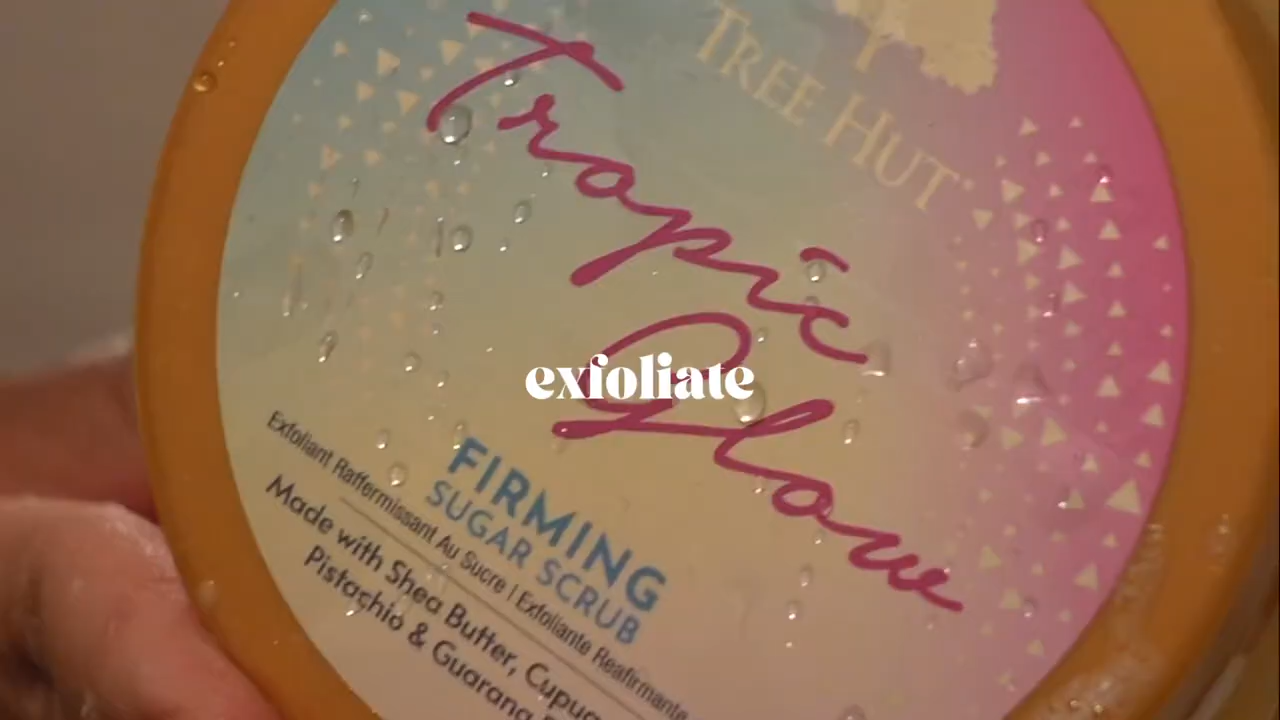 TREE HUT
Tropic
Glow
exfoliate
FIRMING
SUGAR SCRUB
Exfoliant Raffermissant Au Sucre | Exfoliante Reafirmante
Made with Shea Butter,
Pistachio & Guarana